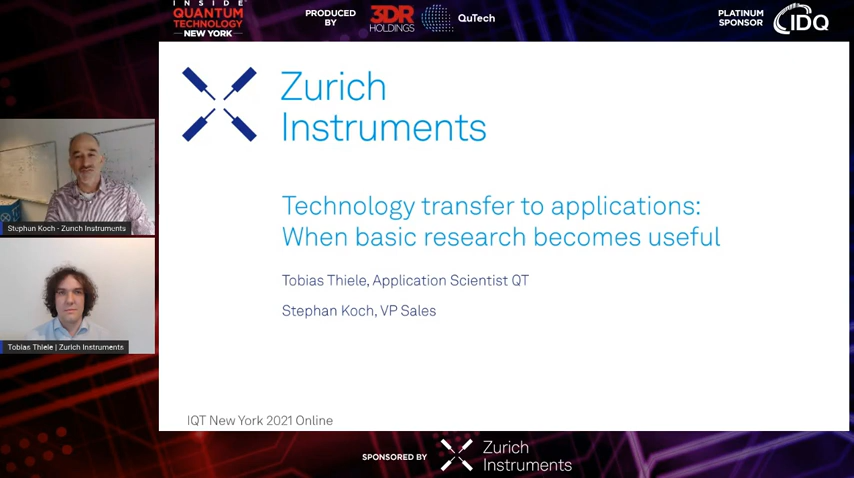 INSIDE
QUANTUM
TECHNOLOGY
NEW YORK
PRODUCED
BY
3DR
HOLDINGS
QuTech
PLATINUM
SPONSOR
IDQ
Zurich
Instruments
Technology transfer to applications:
When basic research becomes useful
Tobias Thiele, Application Scientist QT
Stephan Koch, VP Sales
IQT New York 2021 Online
Stephan Koch - Zurich Instruments
Tobias Thiele | Zurich Instruments
SPONSORED BY
Zurich
Instruments